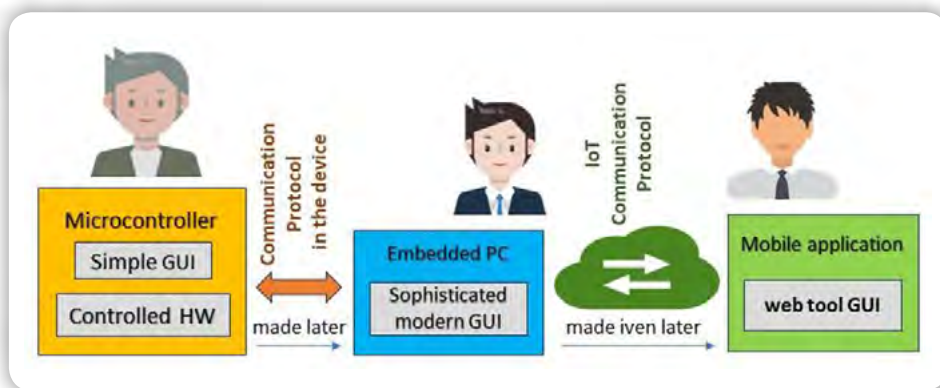 Microcontroller
Simple GUI
Controlled HW
Communication
Protocol
in the device
made later
Embedded PC
Sophisticated
modern GUI
IoT
Communication
Protocol
made iven later
Mobile application
web tool GUI